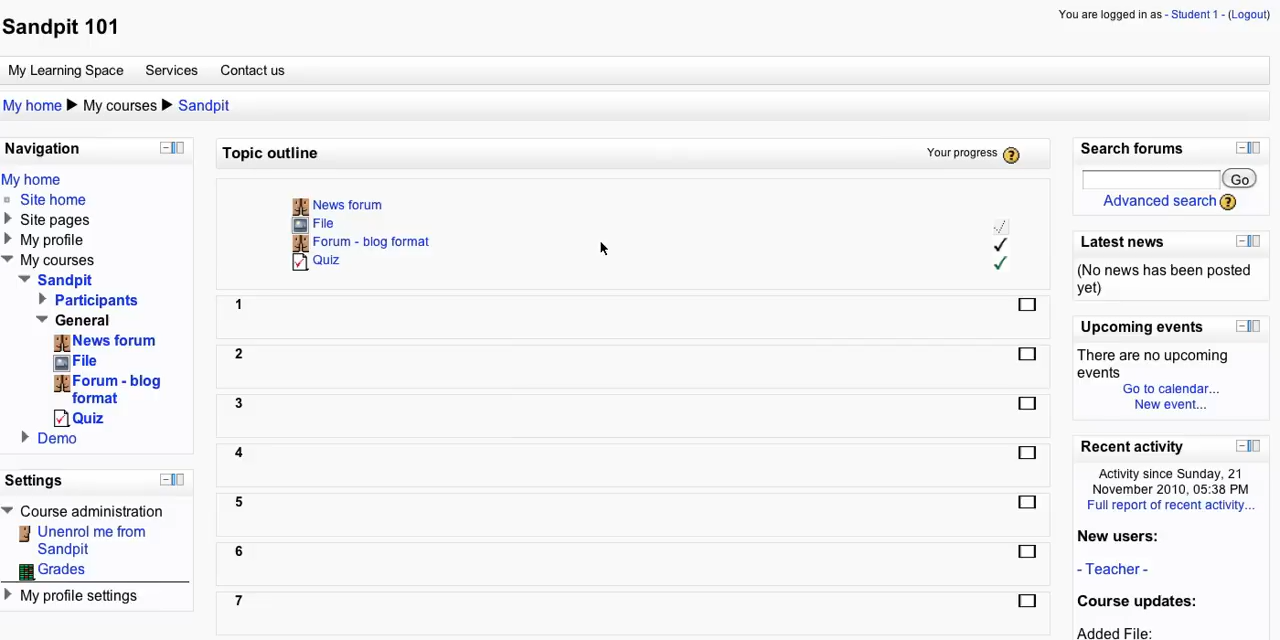 Sandpit 101
You are logged in as - Student 1 - (Logout)
My Learning Space Services Contact us
My home ▶ My courses ▶ Sandpit
Navigation
My home
Site home
Site pages
My profile
My courses
Sandpit
Participants
General
News forum
File
Forum - blog
format
Quiz
Demo
Settings
Course administration
Unenrol me from
Sandpit
Grades
My profile settings
Topic outline
Your progress ?
News forum
File
Forum - blog format
Quiz
1
2
3
4
5
6
7
Search forums
Go
Advanced search ?
Latest news
(No news has been posted
yet)
Upcoming events
There are no upcoming
events
Go to calendar...
New event...
Recent activity
Activity since Sunday, 21
November 2010, 05:38 PM
Full report of recent activity...
New users:
- Teacher -
Course updates:
Added File: